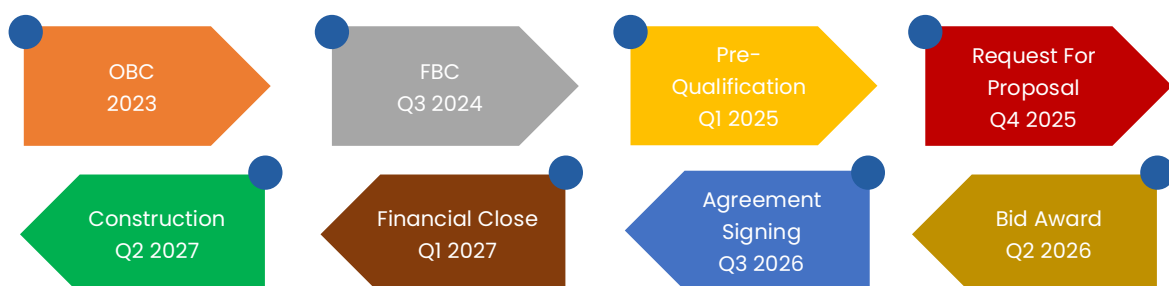 OBC
2023
FBC
Q3 2024
Pre-
Qualification
Q1 2025
Request For
Proposal
Q4 2025
Construction
Q2 2027
Financial Close
Q1 2027
Agreement
Signing
Q3 2026
Bid Award
Q2 2026